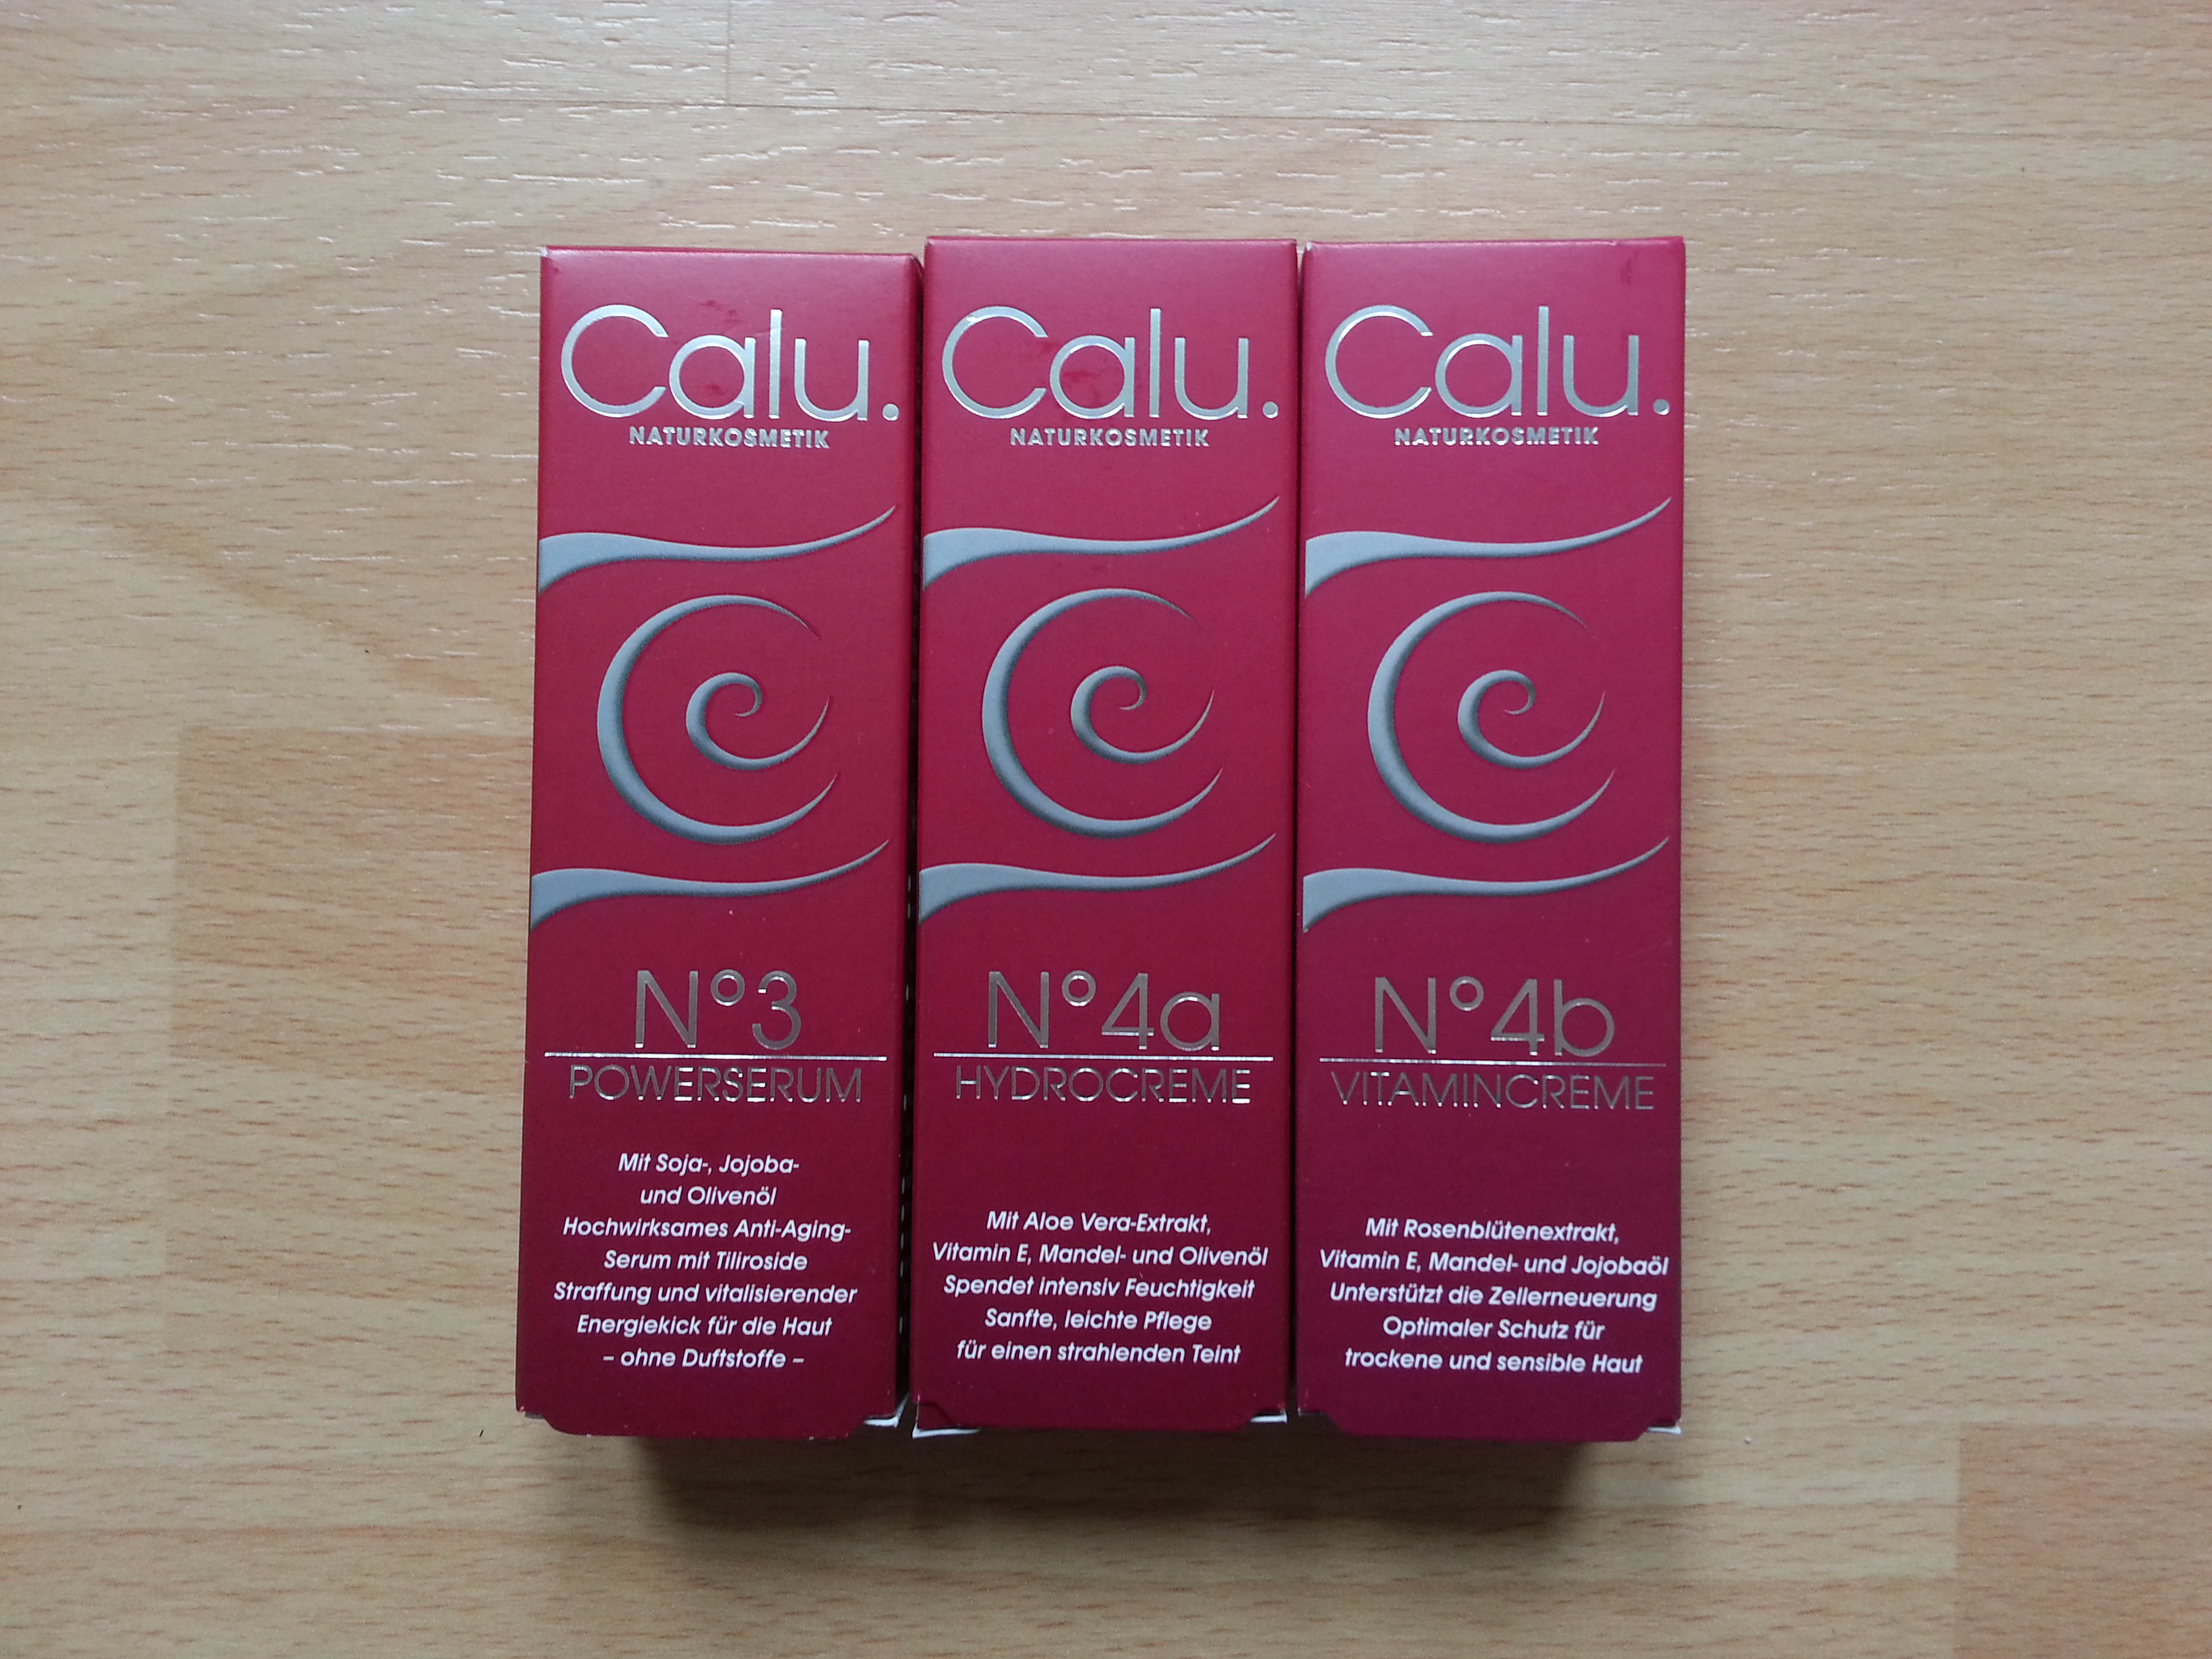 Calu.
NATURKOSMETIK
N°3
POWERSERUM
Mit Soja-, Jojoba-
und Olivenöl
Hochwirksames Anti-Aging-
Serum mit Tiliroside
Straffung und vitalisierender
Energiekick für die Haut
– ohne Duftstoffe –
Calu.
NATURKOSMETIK
N°4a
HYDROCREME
Mit Aloe Vera-Extrakt,
Vitamin E, Mandel- und Olivenöl
Spendet intensiv Feuchtigkeit
Sanfte, leichte Pflege
für einen strahlenden Teint
Calu.
NATURKOSMETIK
N°4b
VITAMINCREME
Mit Rosenblütenextrakt,
Vitamin E, Mandel- und Jojobaöl
Unterstützt die Zellerneuerung
Optimaler Schutz für
trockene und sensible Haut